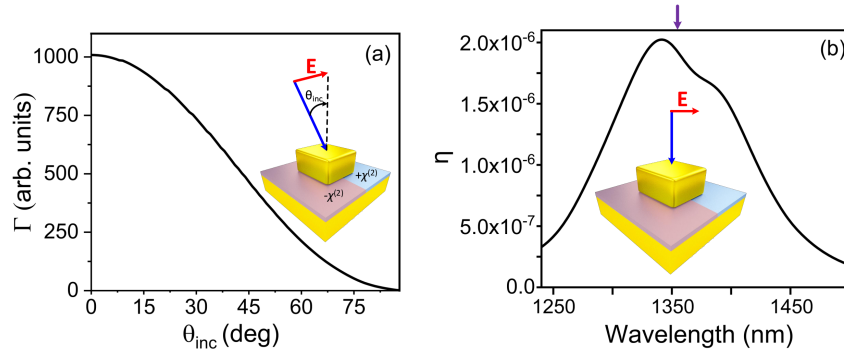 (a)
1000
750
500
250
0
Γ (arb. units)
E
θinc
+χ(2)
-χ(2)
0 15 30 45 60 75
θinc (deg)
(b)
2.0x10-6
1.5x10-6
1.0x10-6
5.0x10-7
0.0
η
E
1250 1350 1450
Wavelength (nm)